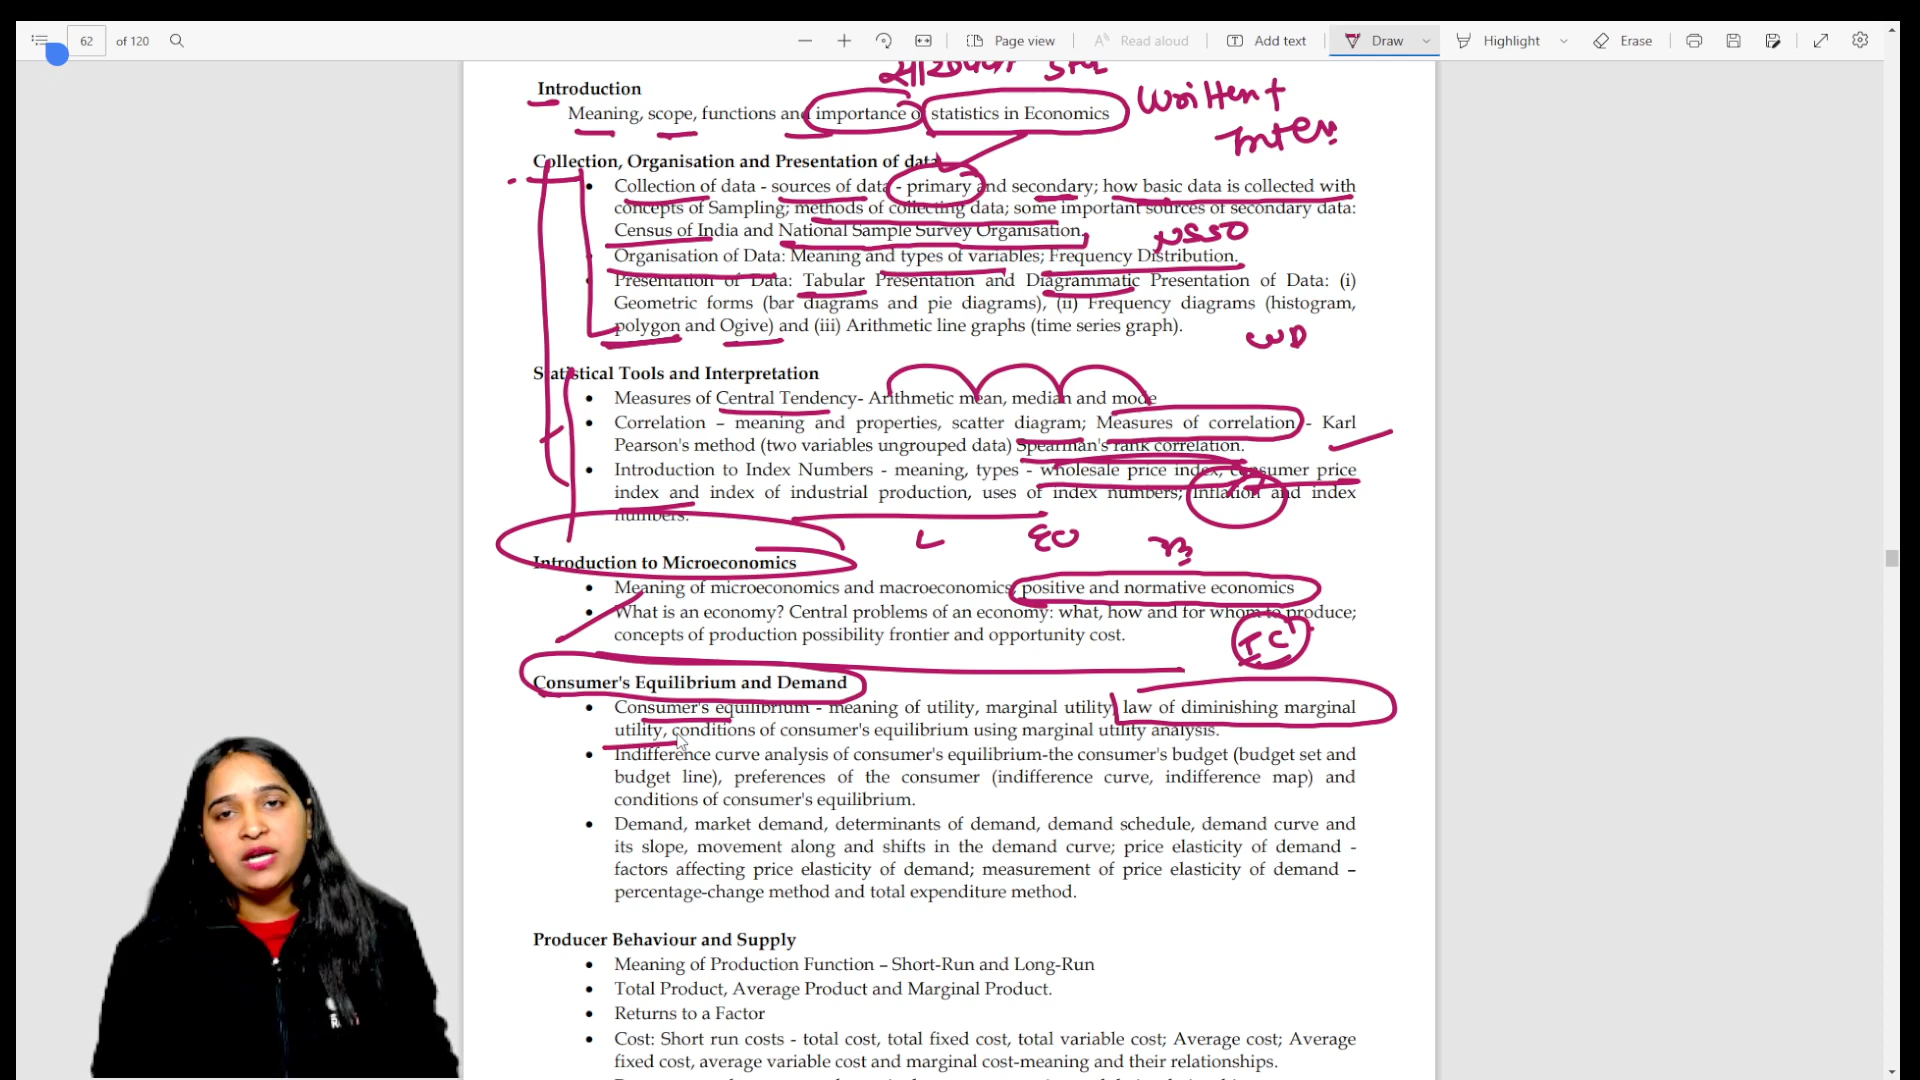 62 of 120 Page view Read aloud Add text Draw Highlight Erase
Introduction
Written +
Meaning, scope, functions and importance of statistics in Economics
Inter
Collection, Organisation and Presentation of data
• Collection of data - sources of data - primary and secondary; how basic data is collected with
concepts of Sampling; methods of collecting data; some important sources of secondary data:
Census of India and National Sample Survey Organisation.
NSSO
• Organisation of Data: Meaning and types of variables; Frequency Distribution.
• Presentation of Data: Tabular Presentation and Diagrammatic Presentation of Data: (i)
Geometric forms (bar diagrams and pie diagrams), (ii) Frequency diagrams (histogram,
polygon and Ogive) and (iii) Arithmetic line graphs (time series graph).
Statistical Tools and Interpretation
• Measures of Central Tendency- Arithmetic mean, median and mode
• Correlation – meaning and properties, scatter diagram; Measures of correlation - Karl
Pearson's method (two variables ungrouped data) Spearman's rank correlation.
• Introduction to Index Numbers - meaning, types - wholesale price index, consumer price
index and index of industrial production, uses of index numbers; Inflation and index
numbers.
Introduction to Microeconomics
• Meaning of microeconomics and macroeconomics, positive and normative economics
• What is an economy? Central problems of an economy: what, how and for whom to produce;
concepts of production possibility frontier and opportunity cost.
IC
Consumer's Equilibrium and Demand
• Consumer's equilibrium - meaning of utility, marginal utility, law of diminishing marginal
utility, conditions of consumer's equilibrium using marginal utility analysis.
• Indifference curve analysis of consumer's equilibrium-the consumer's budget (budget set and
budget line), preferences of the consumer (indifference curve, indifference map) and
conditions of consumer's equilibrium.
• Demand, market demand, determinants of demand, demand schedule, demand curve and
its slope, movement along and shifts in the demand curve; price elasticity of demand -
factors affecting price elasticity of demand; measurement of price elasticity of demand –
percentage-change method and total expenditure method.
Producer Behaviour and Supply
• Meaning of Production Function – Short-Run and Long-Run
• Total Product, Average Product and Marginal Product.
• Returns to a Factor
• Cost: Short run costs - total cost, total fixed cost, total variable cost; Average cost; Average
fixed cost, average variable cost and marginal cost-meaning and their relationships.